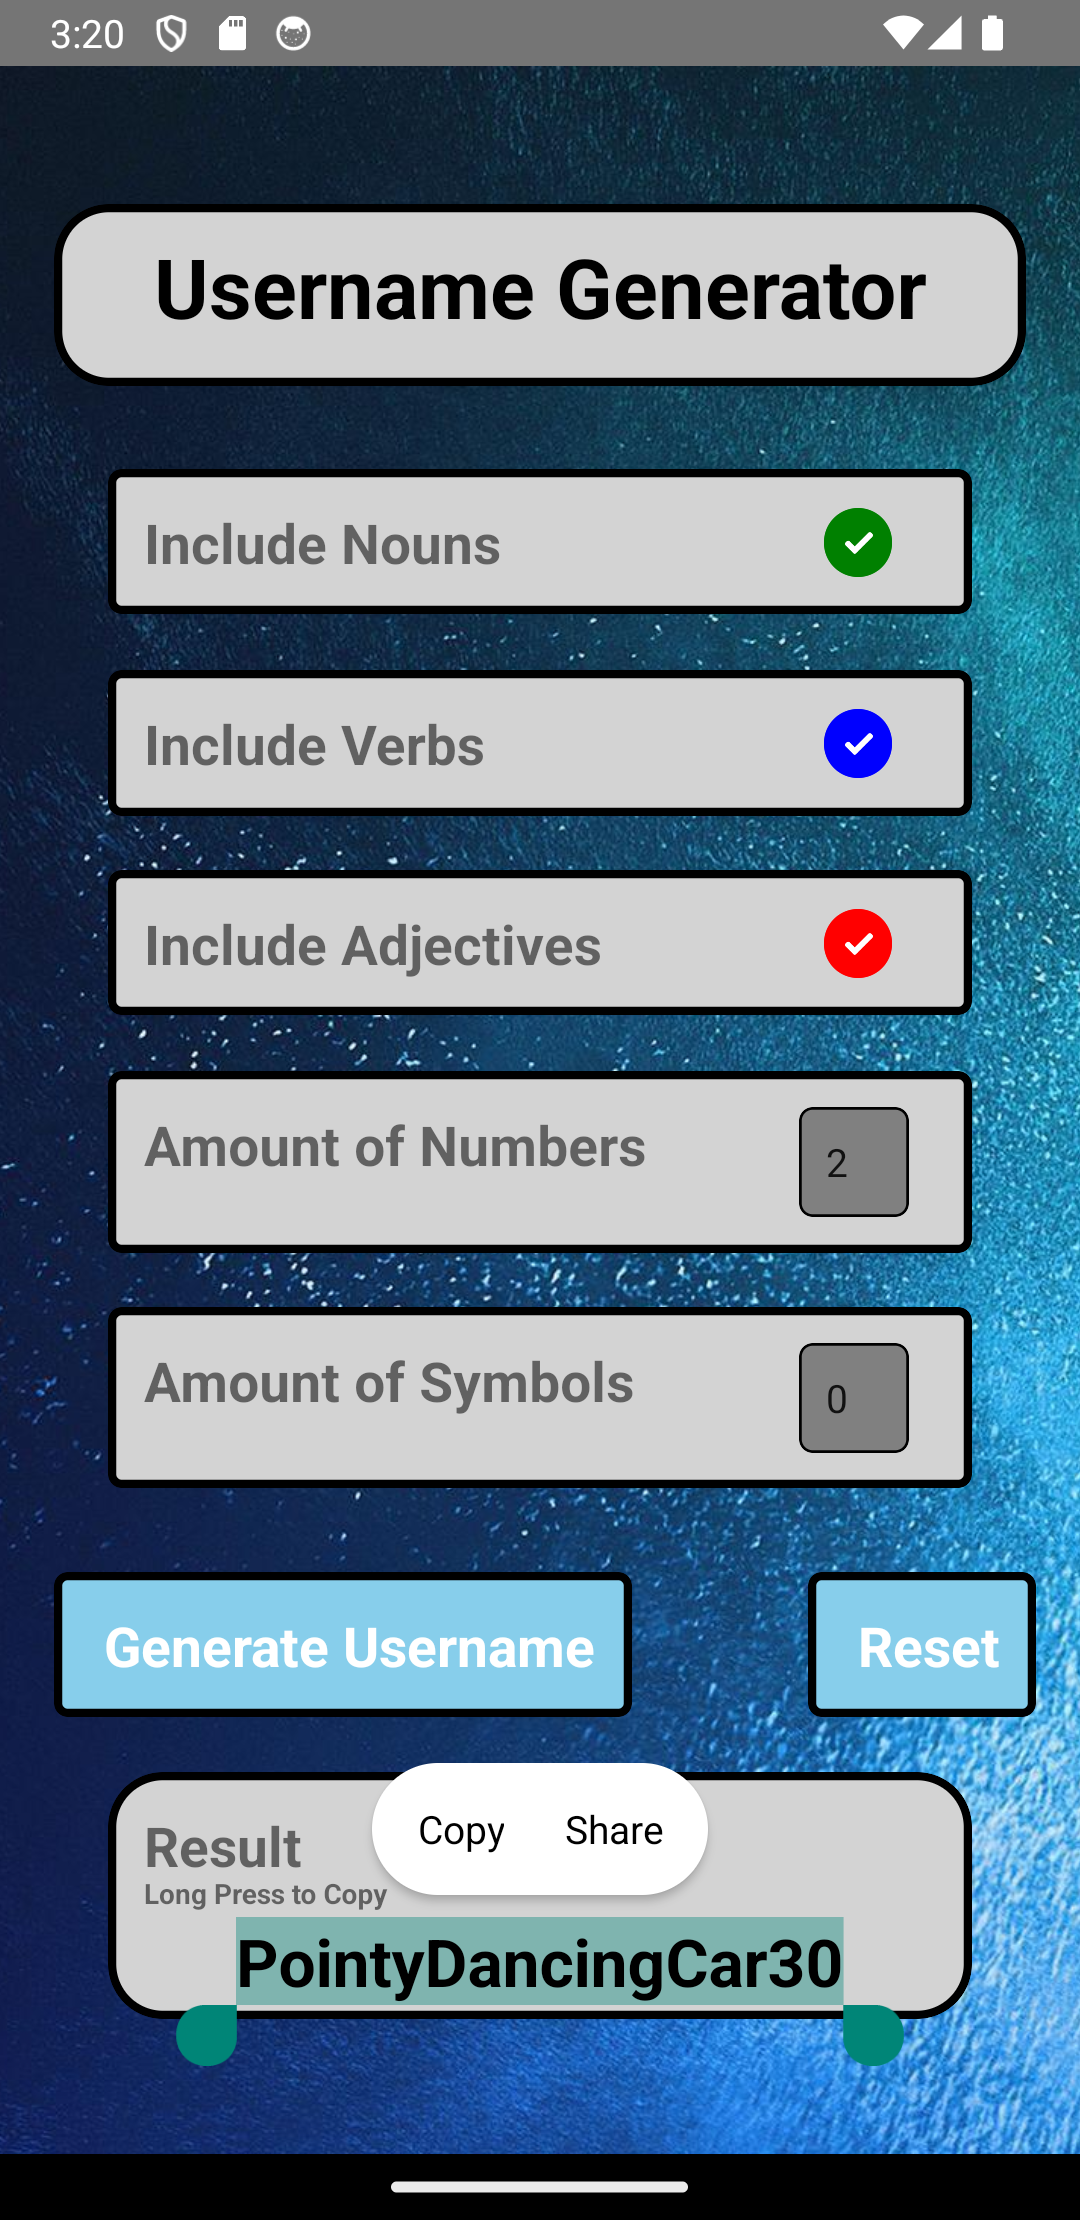 3:20
Username Generator
Include Nouns
Include Verbs
Include Adjectives
Amount of Numbers
2
Amount of Symbols
0
Generate Username
Reset
Result
Copy
Share
Long Press to Copy
PointyDancingCar30